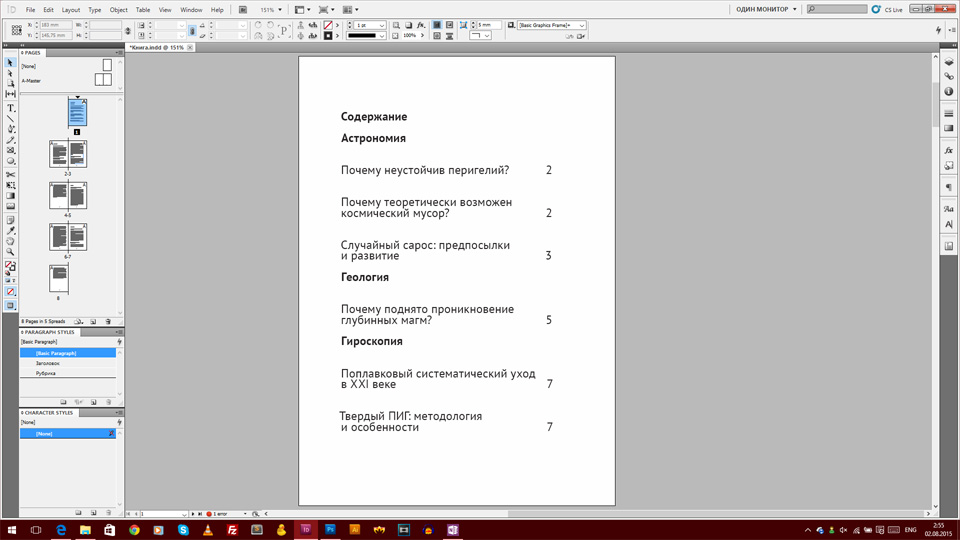 File Edit Layout Type Object Table View Window Help
Br
151%
ОДИН МОНИТОР
CS Live
X: 183 mm
Y: 145,75 mm
W:
H:
1 pt
100%
5 mm
[Basic Graphics Frame]+
*Книга.indd @ 151%
PAGES
[None]
A-Master
1
2-3
4-5
6-7
8
8 Pages in 5 Spreads
PARAGRAPH STYLES
[Basic Paragraph]
[Basic Paragraph]
Заголовок
Рубрика
CHARACTER STYLES
[None]
[None]
Содержание
Астрономия
Почему неустойчив перигелий? 2
Почему теоретически возможен
космический мусор? 2
Случайный сарос: предпосылки
и развитие 3
Геология
Почему поднято проникновение
глубинных магм? 5
Гироскопия
Поплавковый систематический уход
в XXI веке 7
Твердый ПИГ: методология
и особенности 7
1
1 error
ENG
2:55
02.08.2015